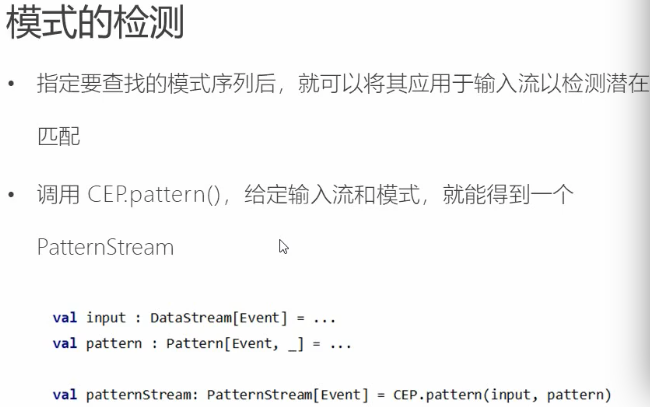 模式的检测
• 指定要查找的模式序列后，就可以将其应用于输入流以检测潜在
匹配
• 调用 CEP.pattern()，给定输入流和模式，就能得到一个
PatternStream
val input : DataStream[Event] = ...
val pattern : Pattern[Event, _] = ...
val patternStream: PatternStream[Event] = CEP.pattern(input, pattern)